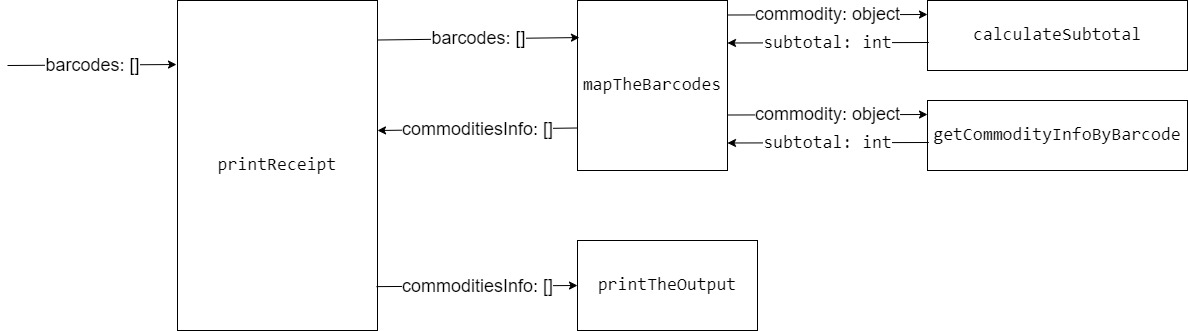 commodity: object
calculateSubtotal
subtotal: int
barcodes: []
barcodes: []
mapTheBarcodes
commodity: object
commoditiesInfo: []
getCommodityInfoByBarcode
subtotal: int
printReceipt
commoditiesInfo: []
printTheOutput